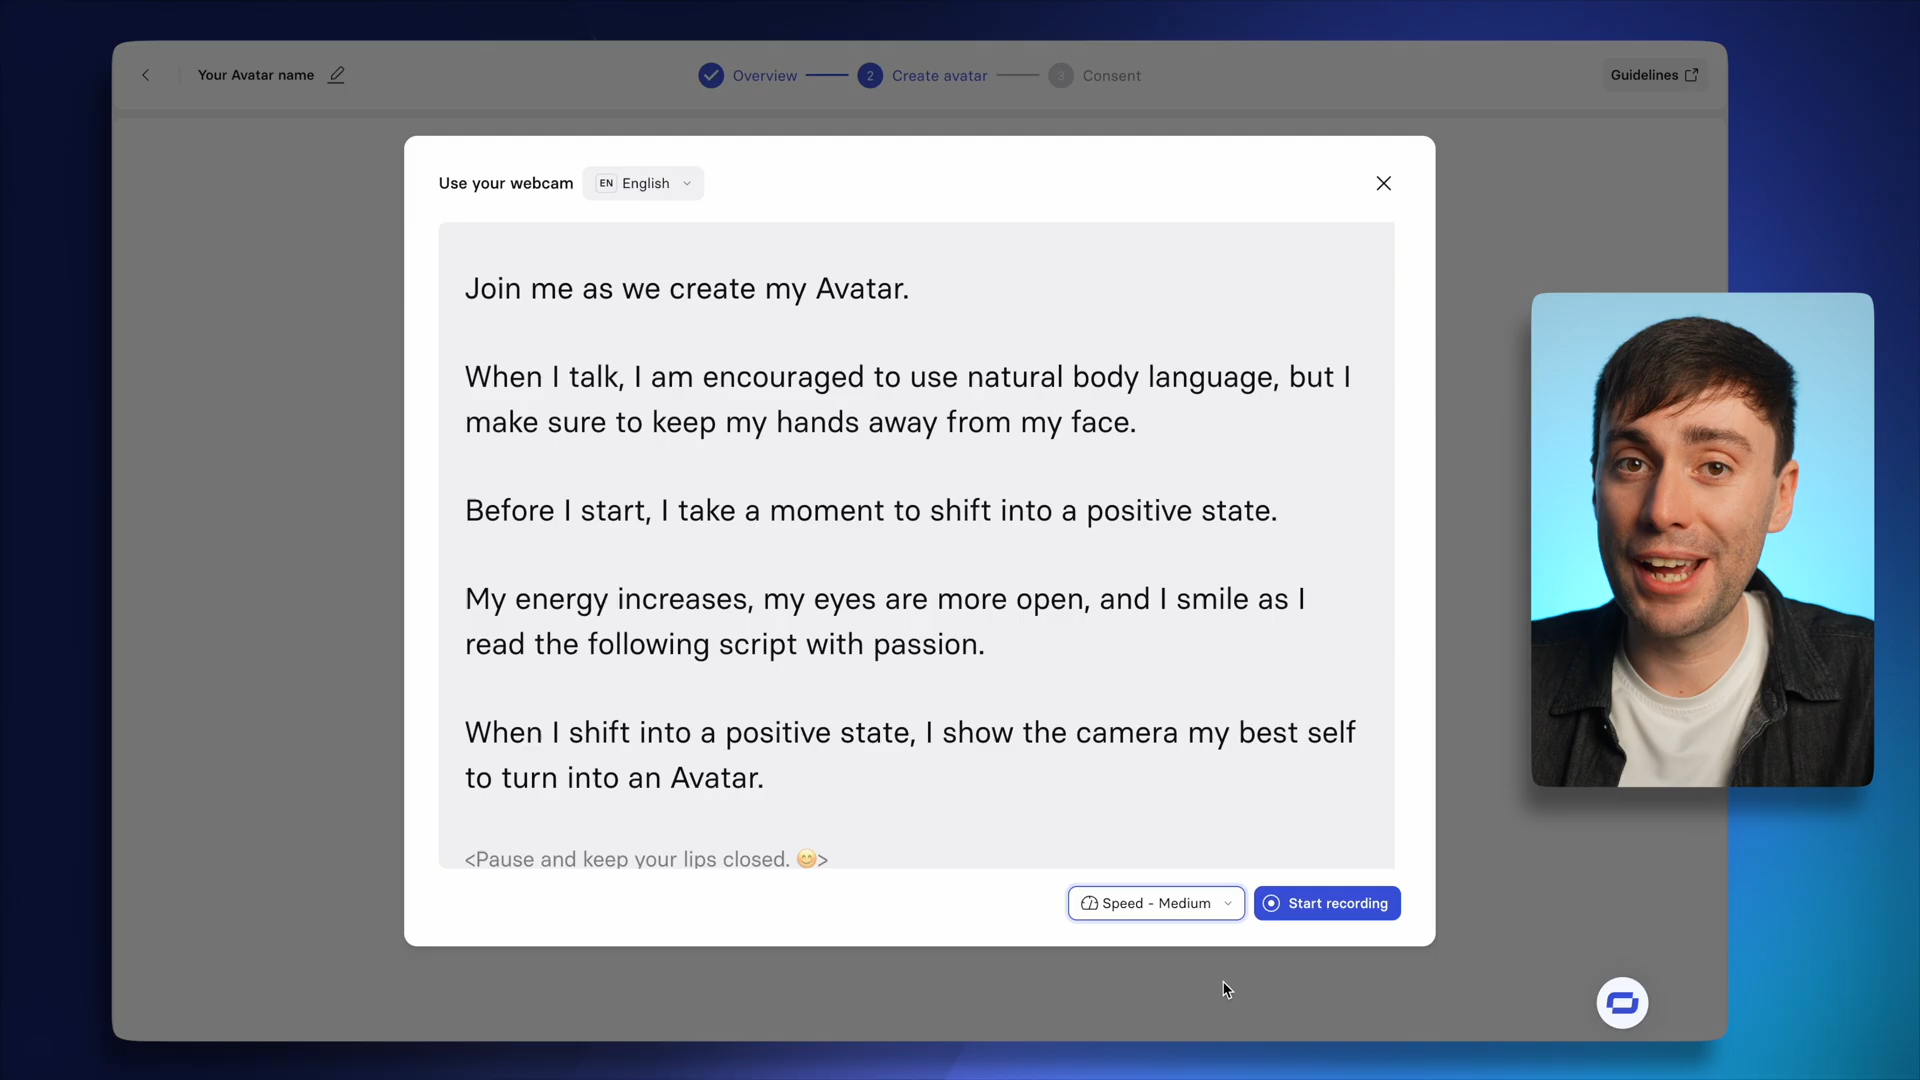 Your Avatar name
Overview
2 Create avatar
3 Consent
Guidelines
Use your webcam
EN English
Join me as we create my Avatar.
When I talk, I am encouraged to use natural body language, but I
make sure to keep my hands away from my face.
Before I start, I take a moment to shift into a positive state.
My energy increases, my eyes are more open, and I smile as I
read the following script with passion.
When I shift into a positive state, I show the camera my best self
to turn into an Avatar.
<Pause and keep your lips closed. 😊>
Speed - Medium
Start recording